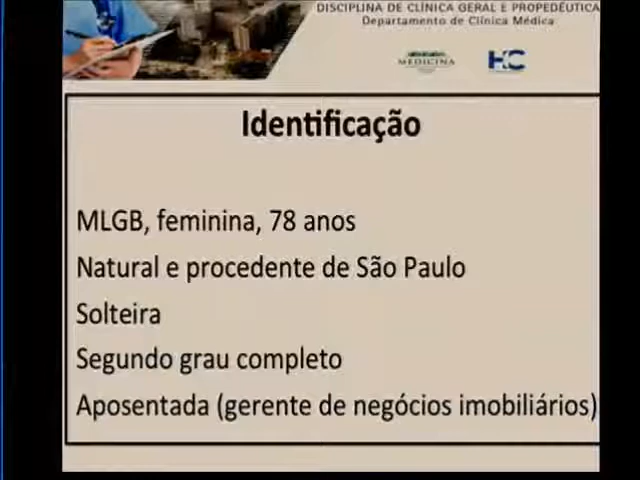 DISCIPLINA DE CLÍNICA GERAL E PROPEDÊUTICA
Departamento de Clínica Médica
MEDICINA
HC
Identificação
MLGB, feminina, 78 anos
Natural e procedente de São Paulo
Solteira
Segundo grau completo
Aposentada (gerente de negócios imobiliários)